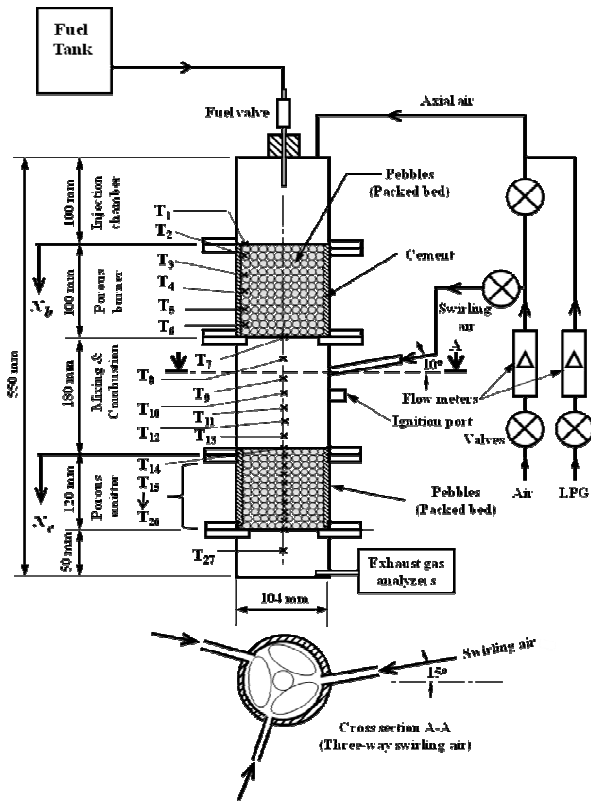 Fuel
Tank
Fuel valve
Axial air
Pebbles
(Packed bed)
Cement
Swirling
air
A
10°
Flow meters
Ignition port
Valves
Air
LPG
Pebbles
(Packed bed)
Exhaust gas
analyzers
550 mm
100 mm
Injection
chamber
100 mm
Porous
burner
180 mm
Mixing &
Combustion
120 mm
Porous
emitter
50 mm
xb
xe
T1
T2
T3
T4
T5
T6
T7
T8
T9
T10
T11
T12
T13
T14
T15
T26
T27
104 mm
Swirling air
15°
Cross section A-A
(Three-way swirling air)